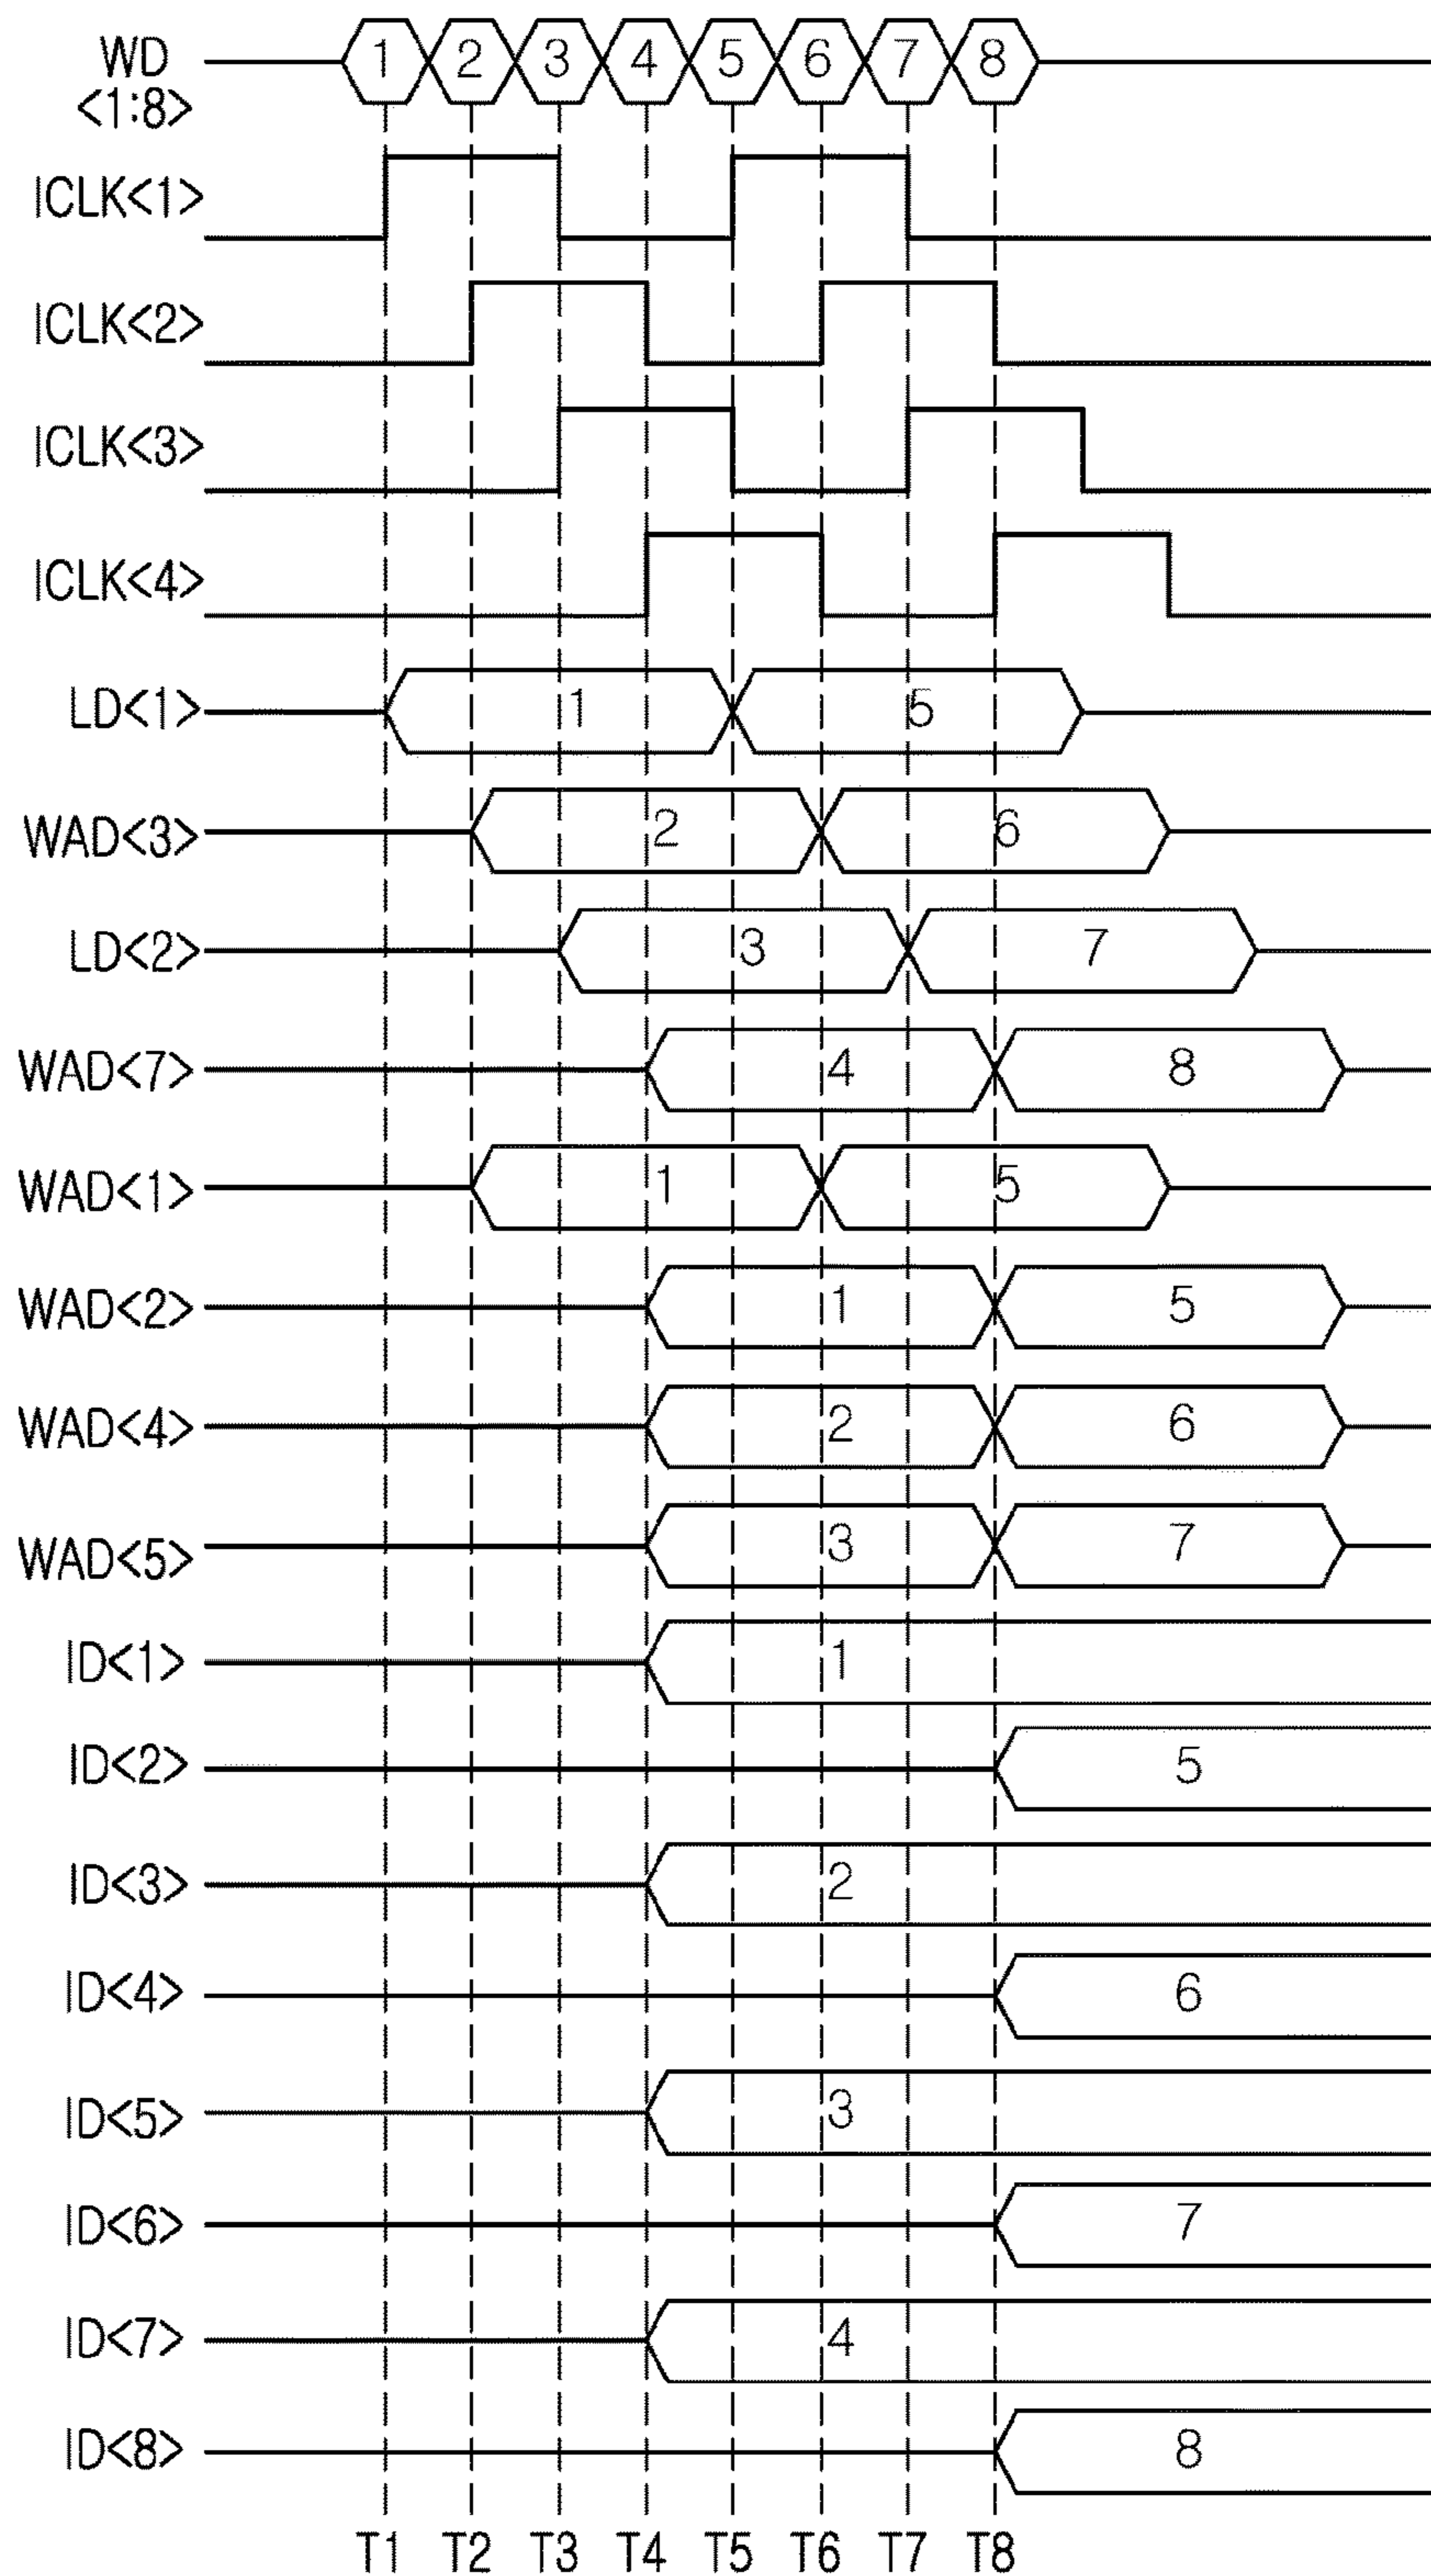 WD 1 2 3 4 5 6 7 8
<1:8>
ICLK<1>
ICLK<2>
ICLK<3>
ICLK<4>
LD<1> 1 5
WAD<3> 2 6
LD<2> 3 7
WAD<7> 4 8
WAD<1> 1 5
WAD<2> 1 5
WAD<4> 2 6
WAD<5> 3 7
ID<1> 1
ID<2> 5
ID<3> 2
ID<4> 6
ID<5> 3
ID<6> 7
ID<7> 4
ID<8> 8
T1 T2 T3 T4 T5 T6 T7 T8